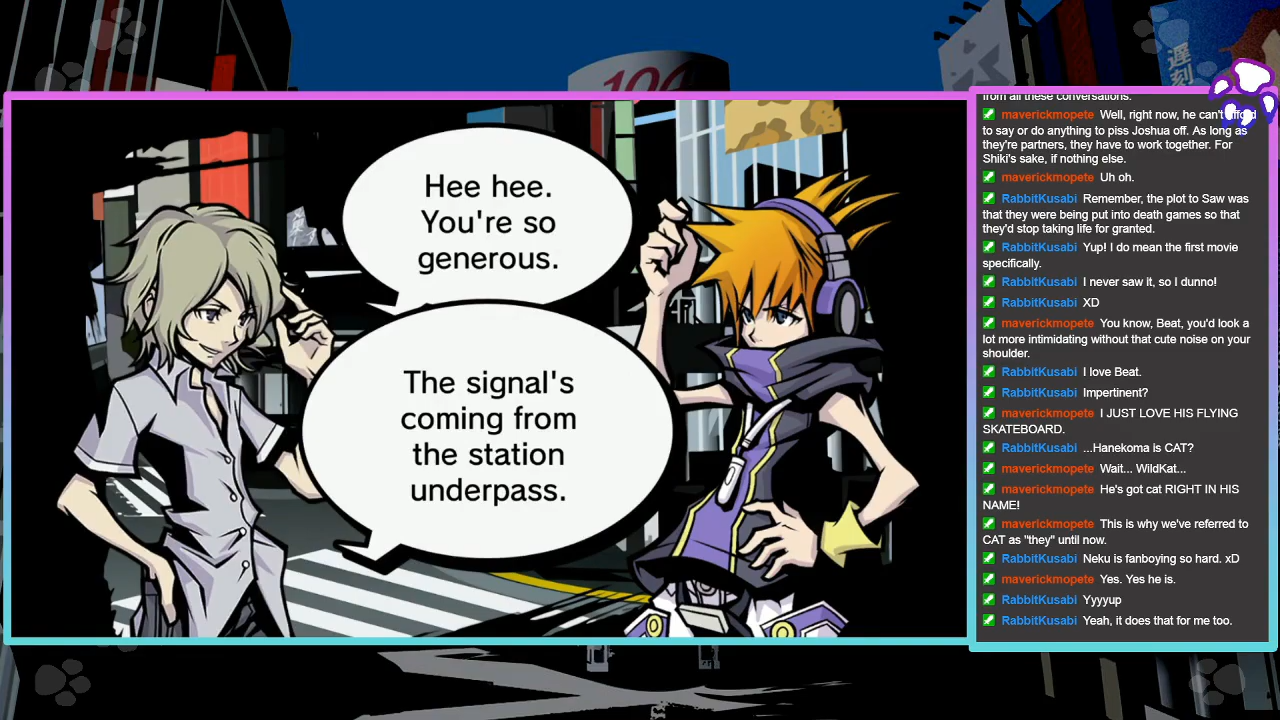 106
遅刻
Hee hee.
You're so
generous.
The signal's
coming from
the station
underpass.
from all these conversations.
maverickmopete Well, right now, he can't afford
to say or do anything to piss Joshua off. As long as
they're partners, they have to work together. For
Shiki's sake, if nothing else.
maverickmopete Uh oh.
RabbitKusabi Remember, the plot to Saw was
that they were being put into death games so that
they'd stop taking life for granted.
RabbitKusabi Yup! I do mean the first movie
specifically.
RabbitKusabi I never saw it, so I dunno!
RabbitKusabi XD
maverickmopete You know, Beat, you'd look a
lot more intimidating without that cute noise on your
shoulder.
RabbitKusabi I love Beat.
RabbitKusabi Impertinent?
maverickmopete I JUST LOVE HIS FLYING
SKATEBOARD.
RabbitKusabi ...Hanekoma is CAT?
maverickmopete Wait... WildKat...
maverickmopete He's got cat RIGHT IN HIS
NAME!
maverickmopete This is why we've referred to
CAT as "they" until now.
RabbitKusabi Neku is fanboying so hard. xD
maverickmopete Yes. Yes he is.
RabbitKusabi Yyyyup
RabbitKusabi Yeah, it does that for me too.